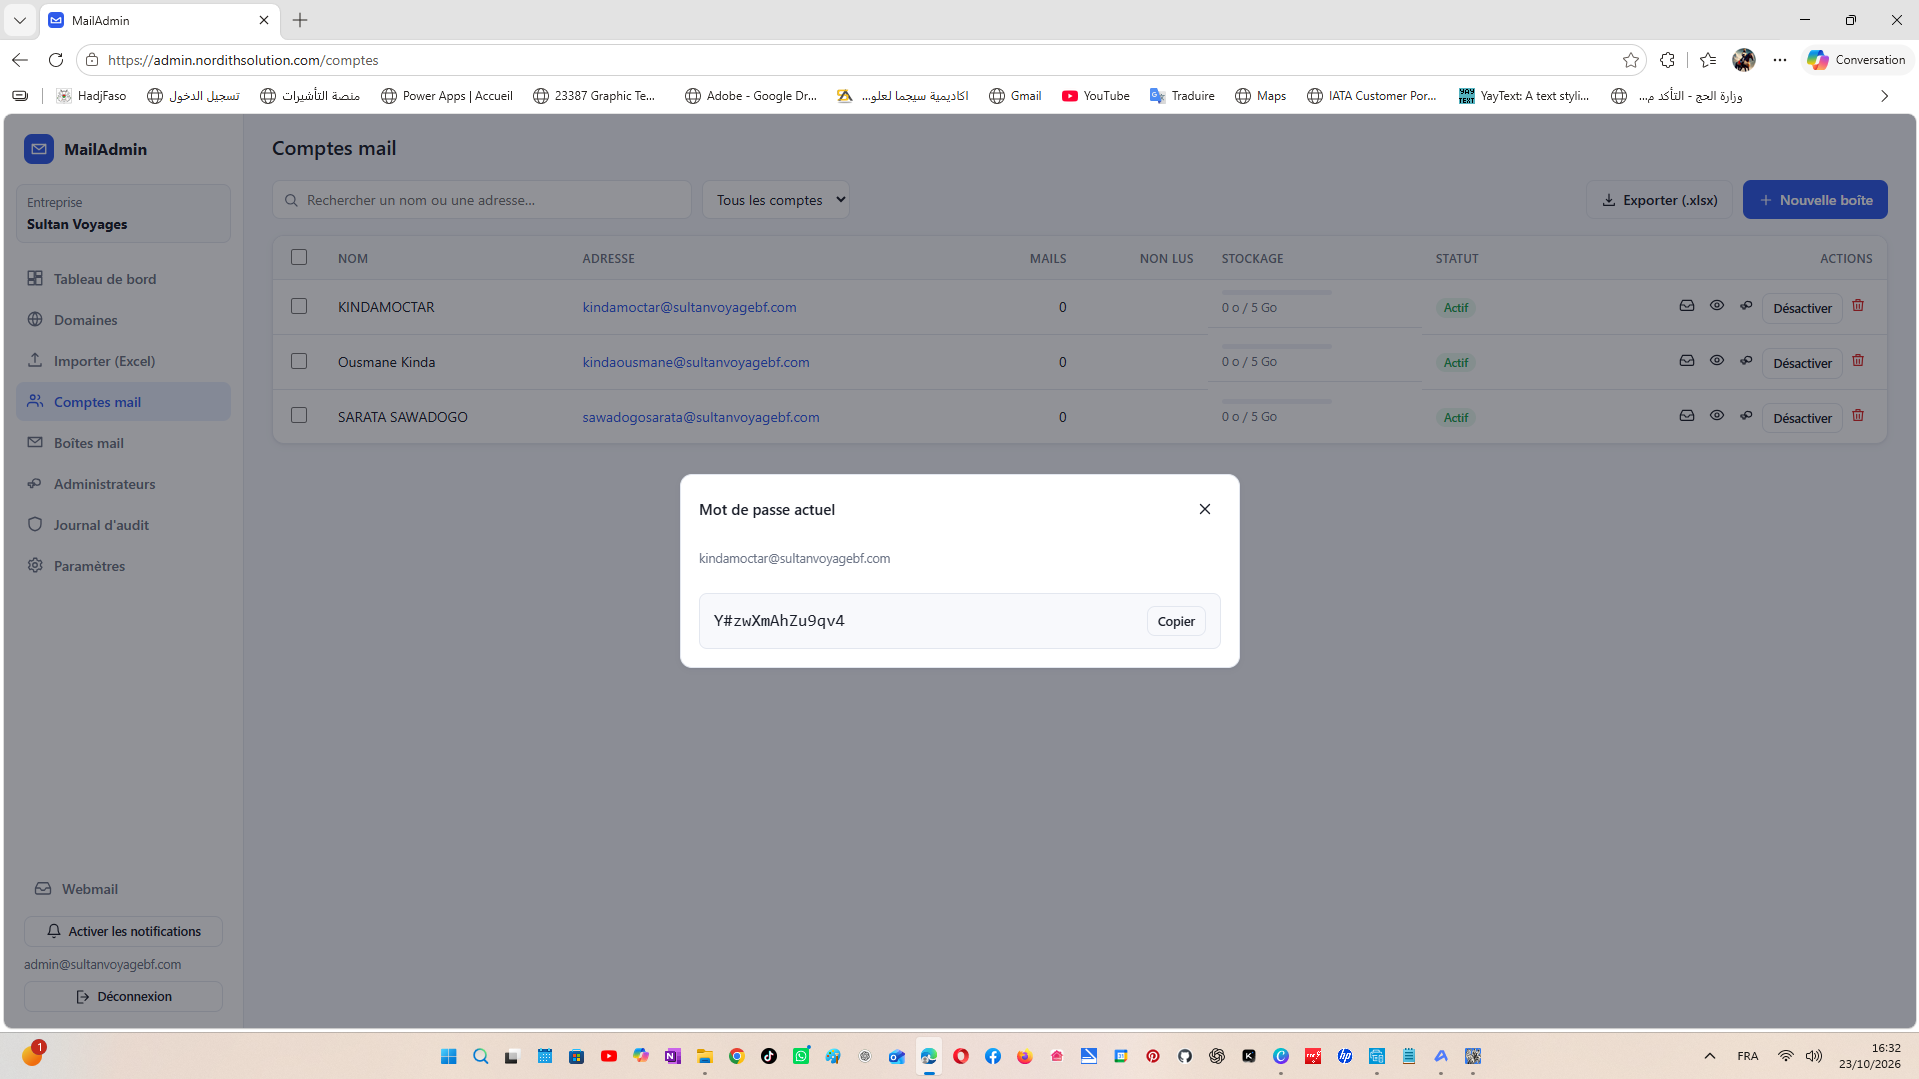 MailAdmin
https://admin.nordithsolution.com/comptes
Conversation
HadjFaso
تسجيل الدخول
منصة التأشيرات
Power Apps | Accueil
23387 Graphic Te...
Adobe - Google Dr...
اكاديمية سيجما لعلو...
Gmail
YouTube
Traduire
Maps
IATA Customer Por...
YayText: A text styli...
وزارة الحج - التأكد م...
MailAdmin
Entreprise
Sultan Voyages
Tableau de bord
Domaines
Importer (Excel)
Comptes mail
Boîtes mail
Administrateurs
Journal d'audit
Paramètres
Webmail
Activer les notifications
admin@sultanvoyagebf.com
Déconnexion
Comptes mail
Rechercher un nom ou une adresse...
Tous les comptes
Exporter (.xlsx)
+ Nouvelle boîte
NOM ADRESSE MAILS NON LUS STOCKAGE STATUT ACTIONS
KINDAMOCTAR kindamoctar@sultanvoyagebf.com 0 0 o / 5 Go Actif Désactiver
Ousmane Kinda kindaousmane@sultanvoyagebf.com 0 0 o / 5 Go Actif Désactiver
SARATA SAWADOGO sawadogosarata@sultanvoyagebf.com 0 0 o / 5 Go Actif Désactiver
Mot de passe actuel
kindamoctar@sultanvoyagebf.com
Y#zwXmAhZu9qv4
Copier
1
FRA
16:32
23/10/2026